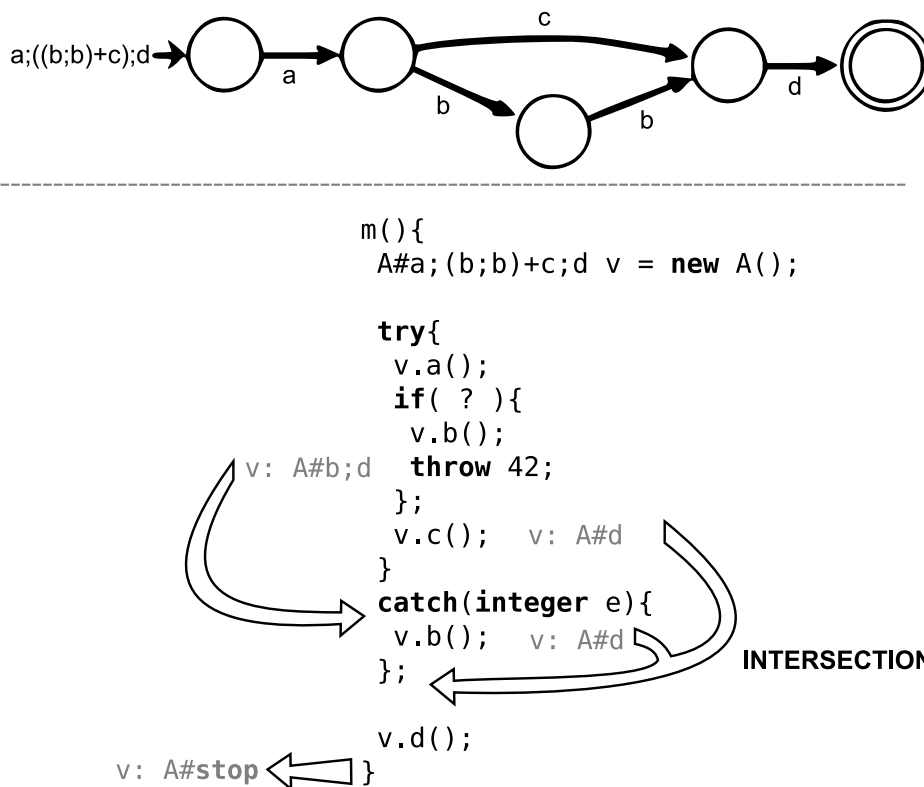 c
a;((b;b)+c);d
a
b
b
d
m(){
A#a;(b;b)+c;d v = new A();
try{
v.a();
if( ? ){
v.b();
v: A#b;d throw 42;
};
v.c(); v: A#d
}
catch(integer e){
v.b(); v: A#d
};
INTERSECTION
v.d();
v: A#stop }